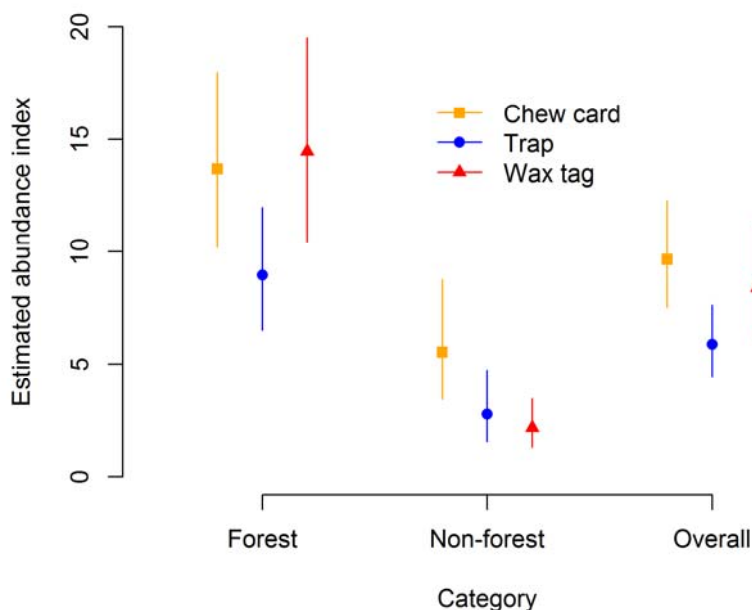 Estimated abundance index
20
15
10
5
0
Chew card
Trap
Wax tag
Forest
Non-forest
Overall
Category